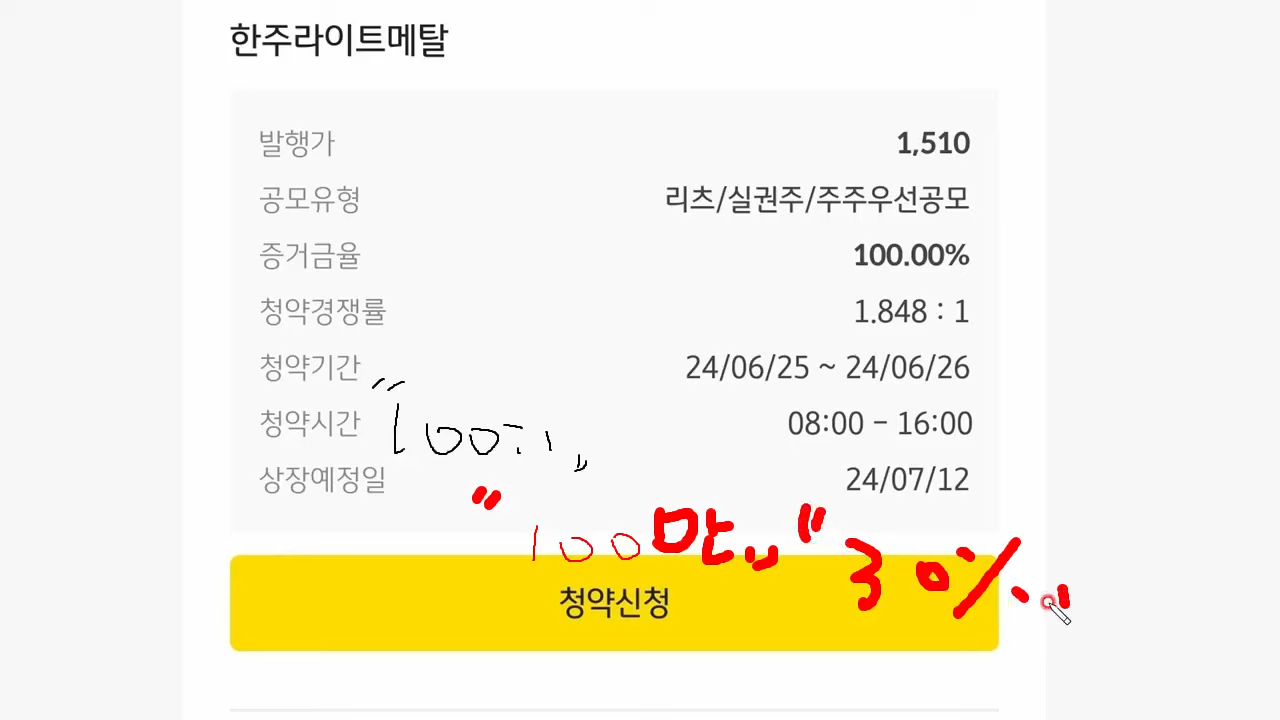 한주라이트메탈
발행가 1,510
공모유형 리츠/실권주/주주우선공모
증거금율 100.00%
청약경쟁률 1.848 : 1
청약기간 24/06/25 ~ 24/06/26
청약시간 08:00 - 16:00
상장예정일 24/07/12
"100:1"
"100만" "30%"
청약신청